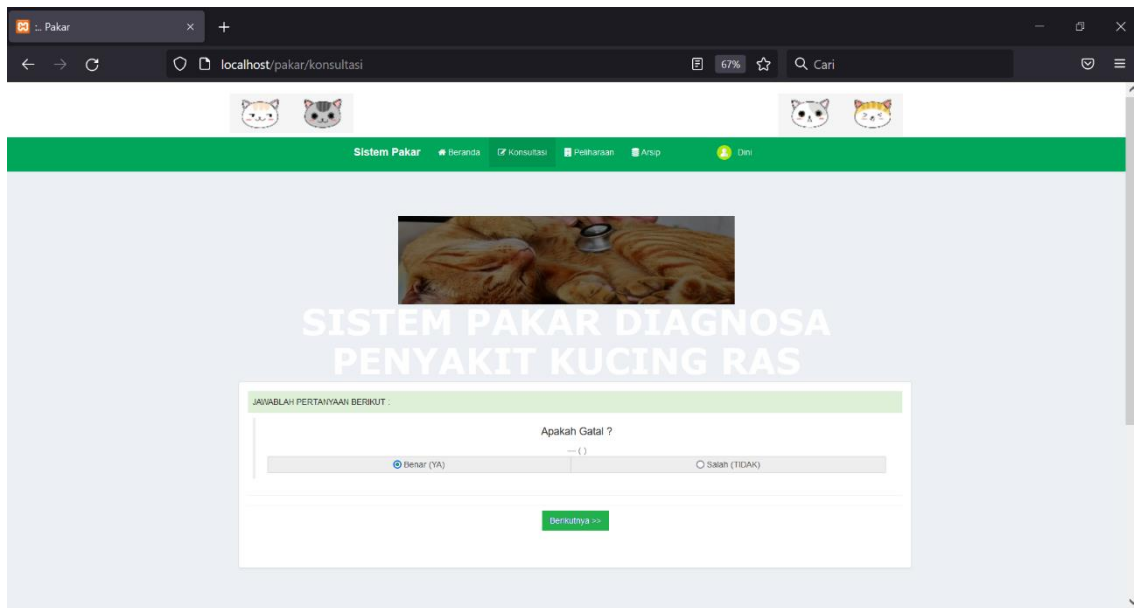 :.. Pakar
localhost/pakar/konsultasi
67%
Cari
Sistem Pakar Beranda Konsultasi Peliharaan Arsip Dini
SISTEM PAKAR DIAGNOSA
PENYAKIT KUCING RAS
JAWABLAH PERTANYAAN BERIKUT :
Apakah Gatal ?
--- ( )
Benar (YA) Salah (TIDAK)
Berikutnya >>